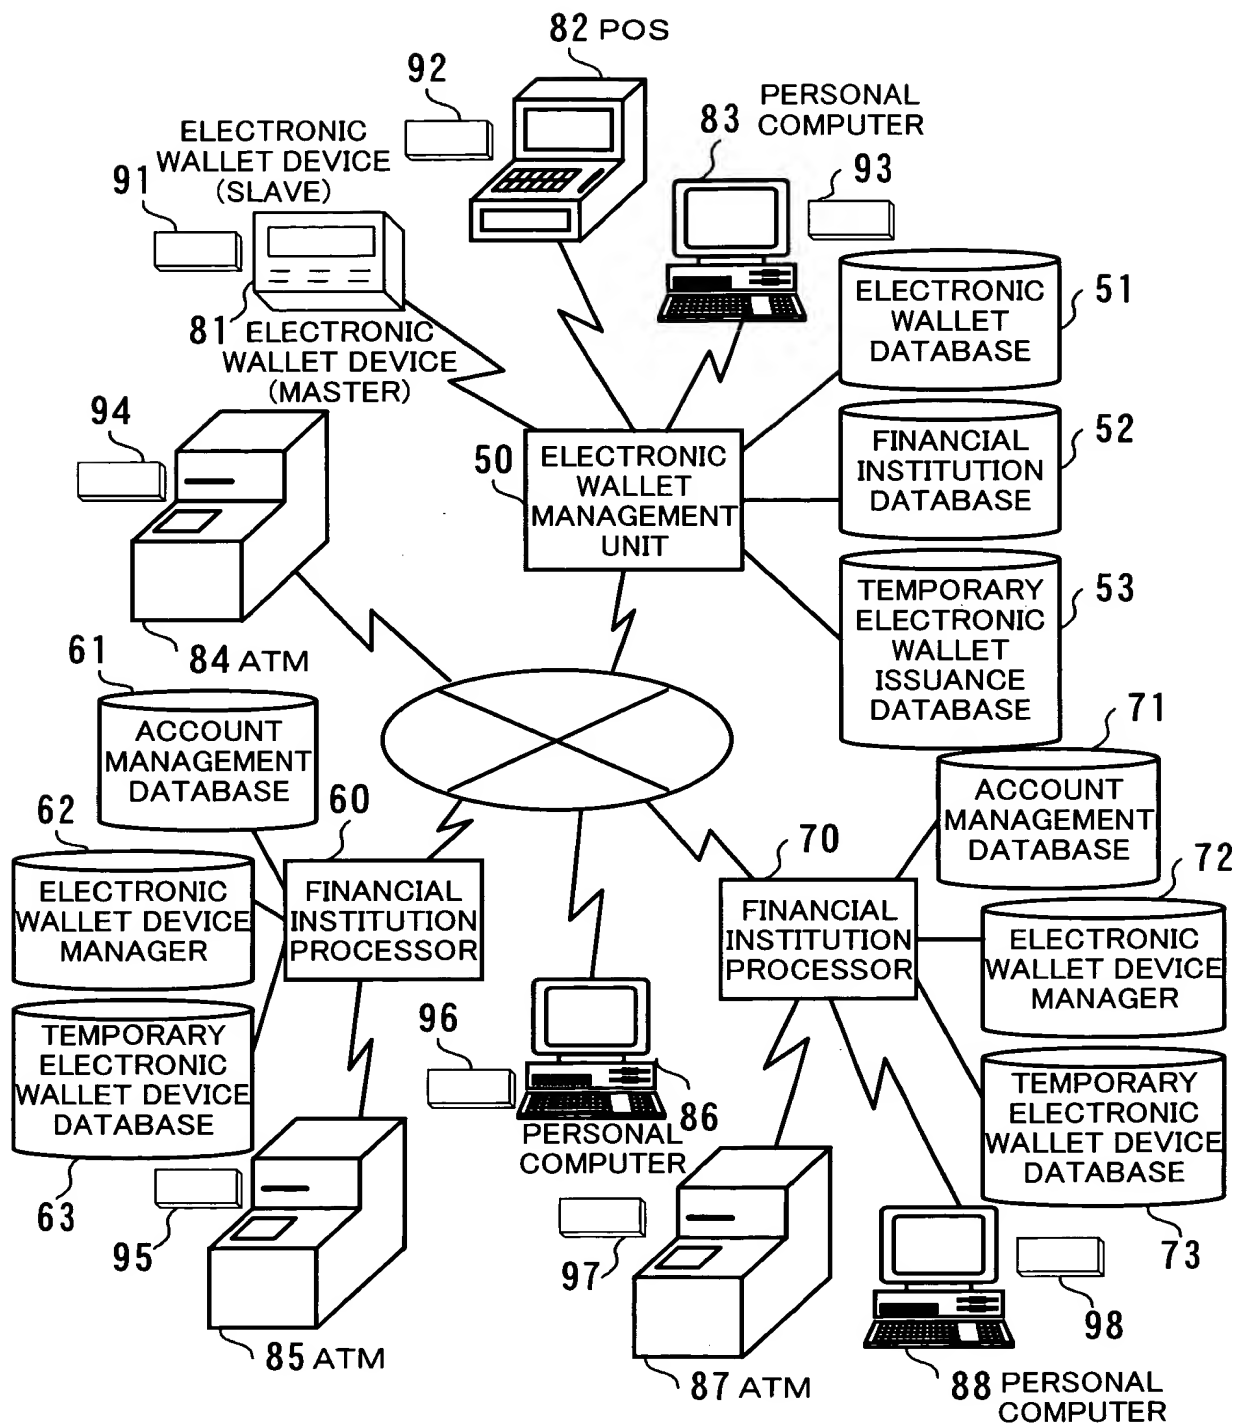 82 POS
92
PERSONAL
COMPUTER
83
93
ELECTRONIC
WALLET DEVICE
(SLAVE)
91
81
ELECTRONIC
WALLET DEVICE
(MASTER)
ELECTRONIC
WALLET
DATABASE
51
94
50
ELECTRONIC
WALLET
MANAGEMENT
UNIT
FINANCIAL
INSTITUTION
DATABASE
52
TEMPORARY
ELECTRONIC
WALLET
ISSUANCE
DATABASE
53
84 ATM
61
ACCOUNT
MANAGEMENT
DATABASE
71
ACCOUNT
MANAGEMENT
DATABASE
62
60
ELECTRONIC
WALLET DEVICE
MANAGER
FINANCIAL
INSTITUTION
PROCESSOR
70
FINANCIAL
INSTITUTION
PROCESSOR
72
ELECTRONIC
WALLET DEVICE
MANAGER
TEMPORARY
ELECTRONIC
WALLET DEVICE
DATABASE
63
96
86
PERSONAL
COMPUTER
TEMPORARY
ELECTRONIC
WALLET DEVICE
DATABASE
73
95
97
98
85 ATM
87 ATM
88 PERSONAL
COMPUTER